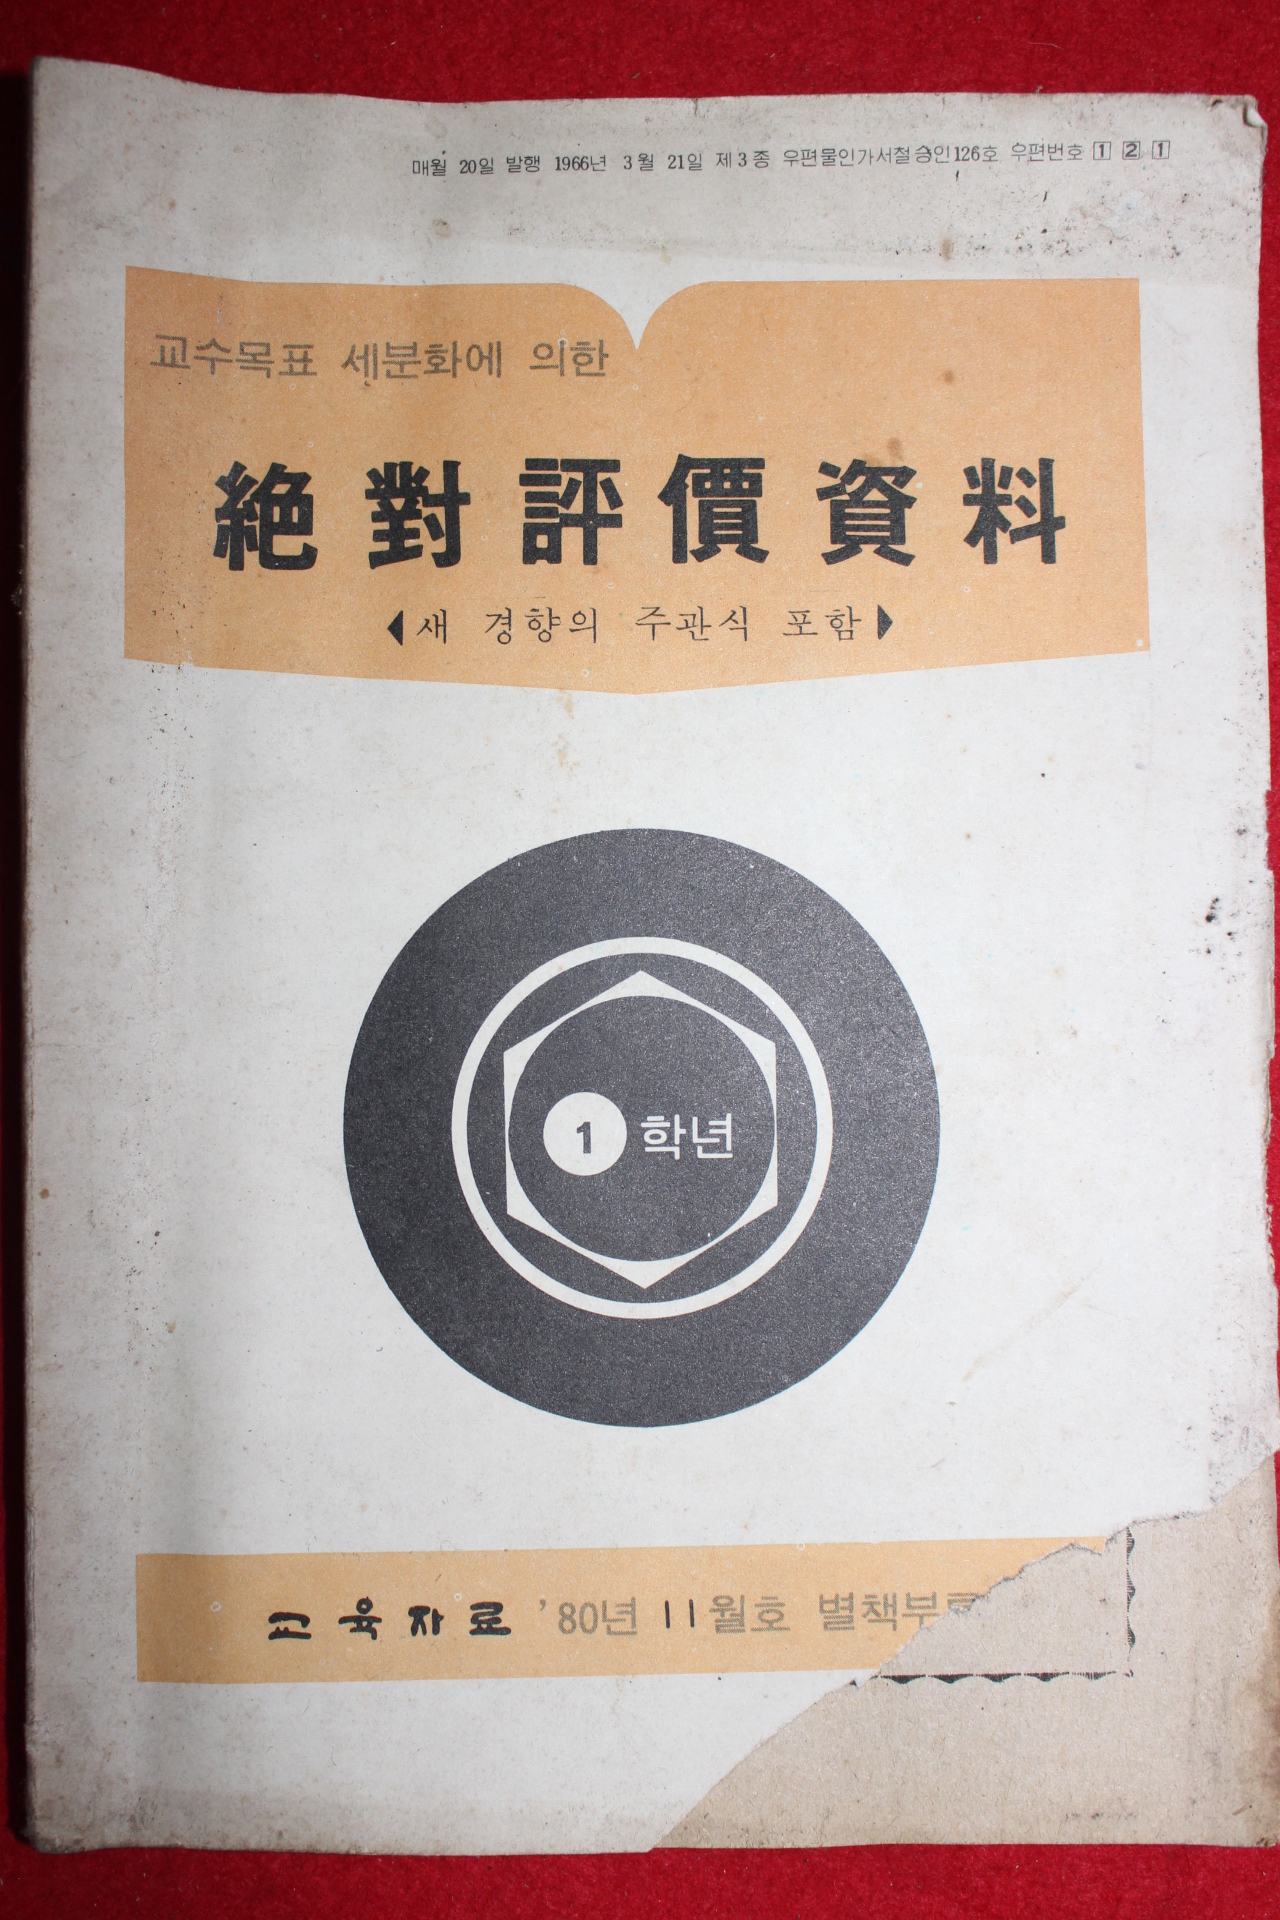 매월 20일 발행 1966년 3월 21일 제3종 우편물인가서철승인126호 우편번호 1 2 1
교수목표 세분화에 의한
絶對評價資料
◀새 경향의 주관식 포함▶
1 학년
교육자료 '80년 11월호 별책부록